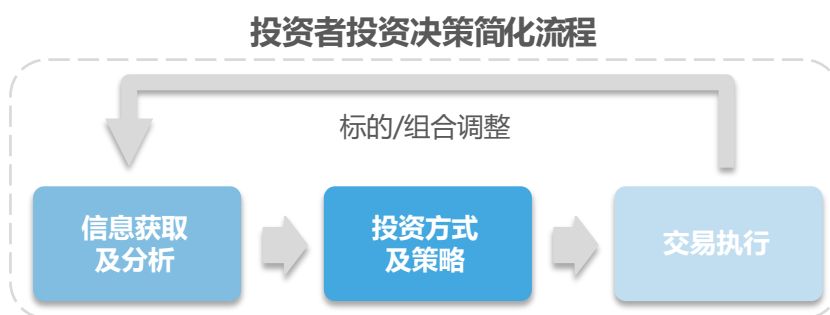 投资者投资决策简化流程
标的/组合调整
信息获取
及分析
投资方式
及策略
交易执行